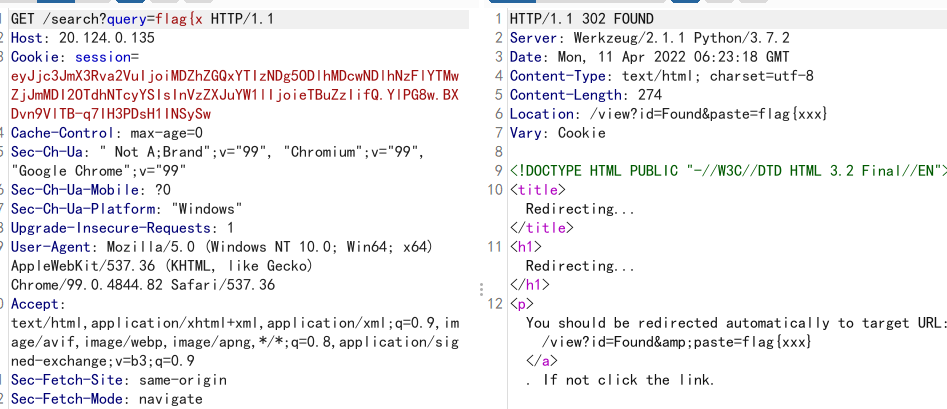 GET /search?query=flag{x HTTP/1.1
Host: 20.124.0.135
Cookie: session=
eyJjc3JmX3Rva2VuIjoiMDZhZGQxYTIzNDg5ODlhMDcwNDlhNzFlYTMw
ZjJmMDI2OTdhNTcyYSIsInVzZXJuYW1lIjoieTBuZzIifQ.YlPG8w.BX
Dvn9VlTB-q7lH3PDsH1lNSySw
Cache-Control: max-age=0
Sec-Ch-Ua: " Not A;Brand";v="99", "Chromium";v="99",
"Google Chrome";v="99"
Sec-Ch-Ua-Mobile: ?0
Sec-Ch-Ua-Platform: "Windows"
Upgrade-Insecure-Requests: 1
User-Agent: Mozilla/5.0 (Windows NT 10.0; Win64; x64)
AppleWebKit/537.36 (KHTML, like Gecko)
Chrome/99.0.4844.82 Safari/537.36
Accept:
text/html,application/xhtml+xml,application/xml;q=0.9,im
age/avif,image/webp,image/apng,*/*;q=0.8,application/sig
ned-exchange;v=b3;q=0.9
Sec-Fetch-Site: same-origin
Sec-Fetch-Mode: navigate
1 HTTP/1.1 302 FOUND
2 Server: Werkzeug/2.1.1 Python/3.7.2
3 Date: Mon, 11 Apr 2022 06:23:18 GMT
4 Content-Type: text/html; charset=utf-8
5 Content-Length: 274
6 Location: /view?id=Found&paste=flag{xxx}
7 Vary: Cookie
8
9 <!DOCTYPE HTML PUBLIC "-//W3C//DTD HTML 3.2 Final//EN">
10 <title>
Redirecting...
</title>
11 <h1>
Redirecting...
</h1>
12 <p>
You should be redirected automatically to target URL:
/view?id=Found&amp;paste=flag{xxx}
</a>
. If not click the link.